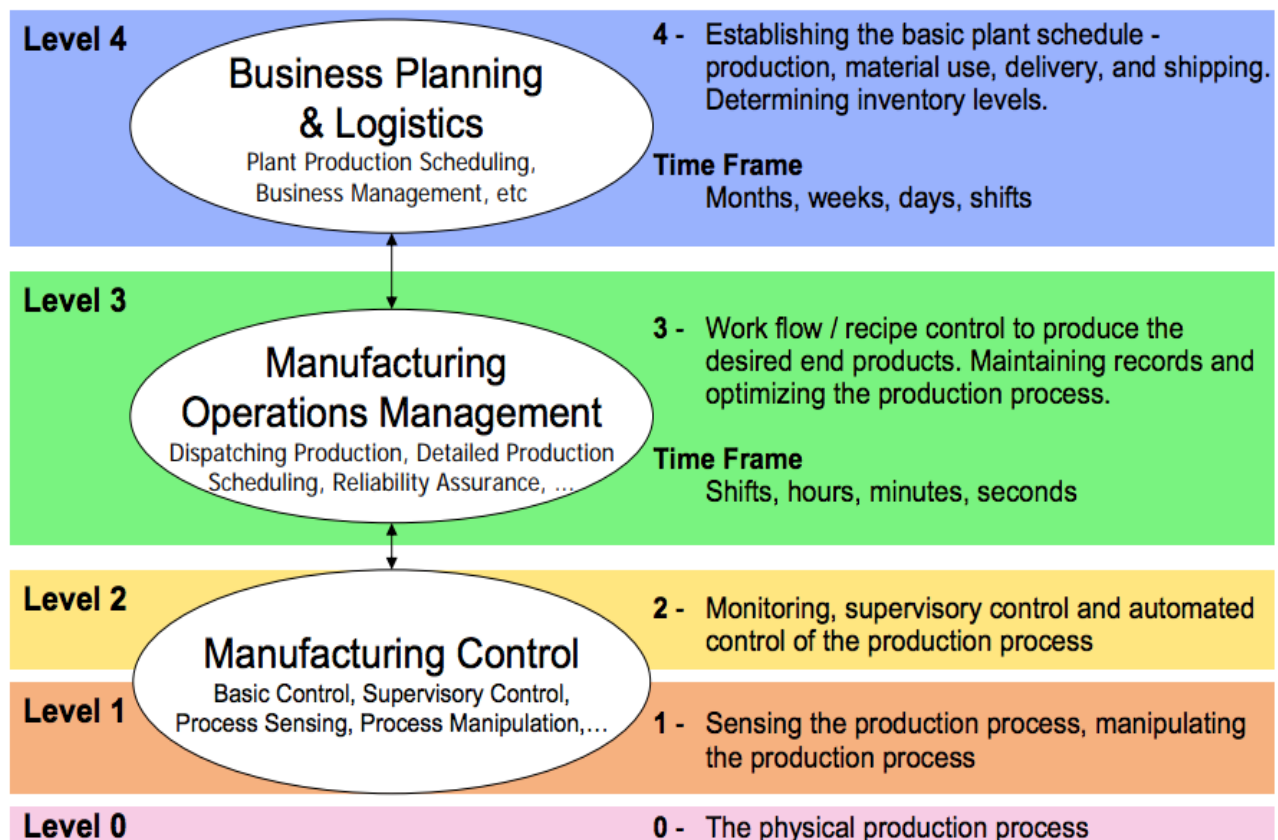 Level 4
Business Planning
& Logistics
Plant Production Scheduling,
Business Management, etc
4 - Establishing the basic plant schedule -
production, material use, delivery, and shipping.
Determining inventory levels.
Time Frame
Months, weeks, days, shifts
Level 3
Manufacturing
Operations Management
Dispatching Production, Detailed Production
Scheduling, Reliability Assurance, ...
3 - Work flow / recipe control to produce the
desired end products. Maintaining records and
optimizing the production process.
Time Frame
Shifts, hours, minutes, seconds
Level 2
Manufacturing Control
Basic Control, Supervisory Control,
Process Sensing, Process Manipulation,...
2 - Monitoring, supervisory control and automated
control of the production process
Level 1
1 - Sensing the production process, manipulating
the production process
Level 0
0 - The physical production process